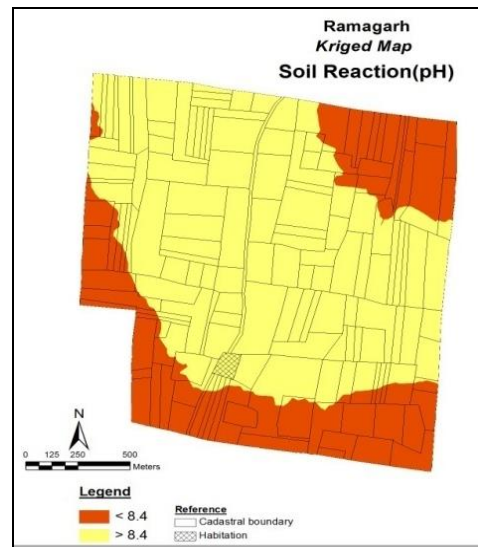 Ramagarh
Kriged Map
Soil Reaction(pH)
N
0 125 250 500
Meters
Legend
< 8.4
> 8.4
Reference
Cadastral boundary
Habitation